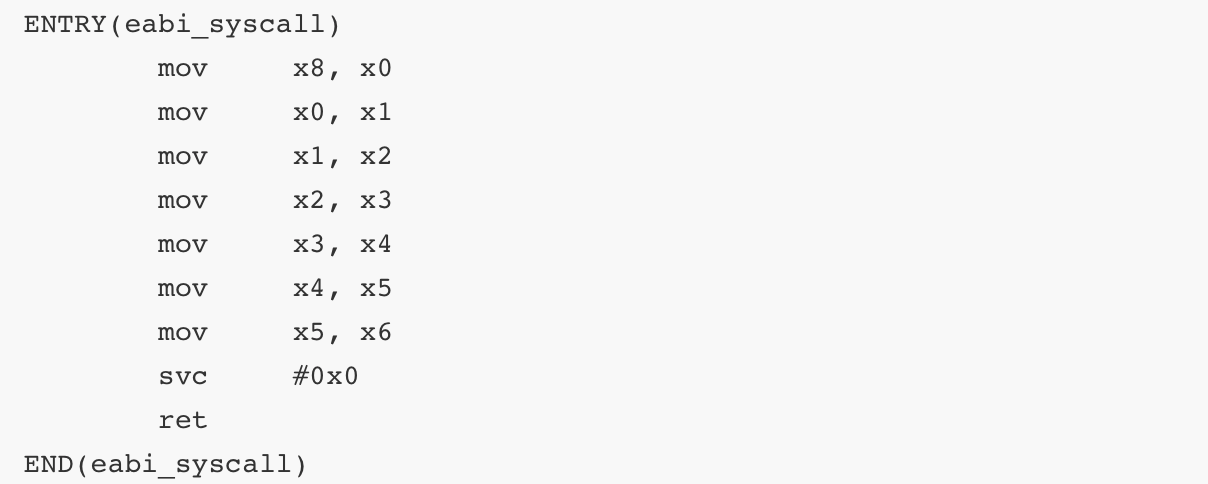 ENTRY(eabi_syscall)
        mov     x8, x0
        mov     x0, x1
        mov     x1, x2
        mov     x2, x3
        mov     x3, x4
        mov     x4, x5
        mov     x5, x6
        svc     #0x0
        ret
END(eabi_syscall)